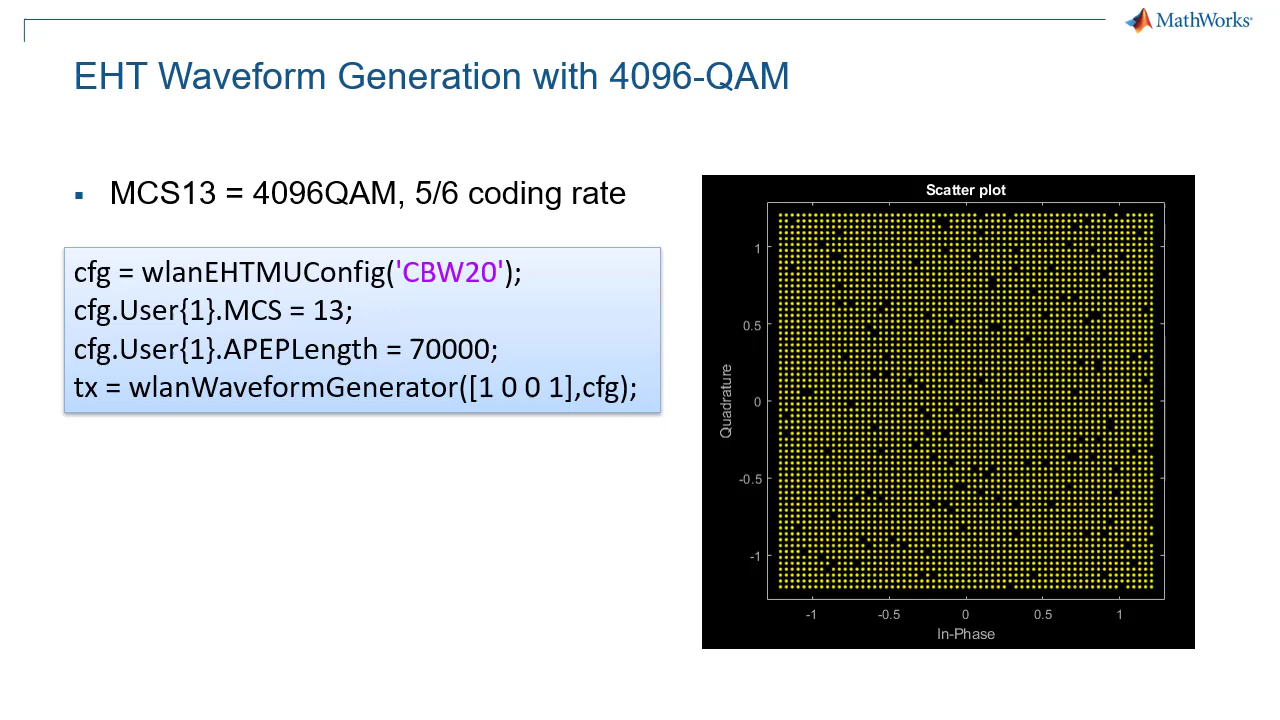 MathWorks
EHT Waveform Generation with 4096-QAM
▪ MCS13 = 4096QAM, 5/6 coding rate
cfg = wlanEHTMUConfig('CBW20');
cfg.User{1}.MCS = 13;
cfg.User{1}.APEPLength = 70000;
tx = wlanWaveformGenerator([1 0 0 1],cfg);
Scatter plot
1
0.5
0
-0.5
-1
Quadrature
-1 -0.5 0 0.5 1
In-Phase